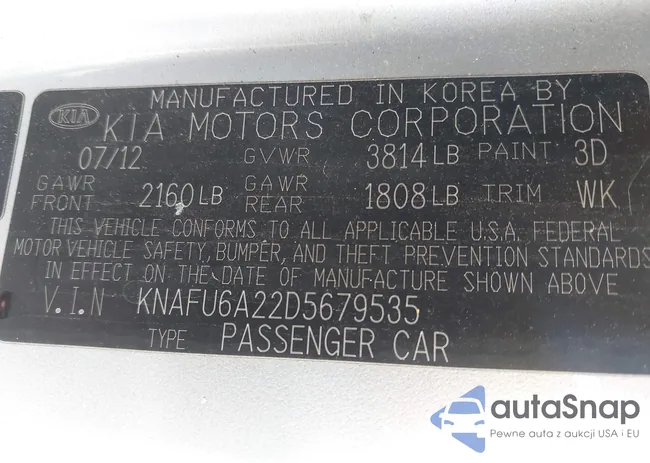 MANUFACTURED IN KOREA BY
KIA KIA MOTORS CORPORATION
07/12 GVWR 3814 LB PAINT 3D
GAWR FRONT 2160 LB GAWR REAR 1808 LB TRIM WK
THIS VEHICLE CONFORMS TO ALL APPLICABLE U.S.A. FEDERAL
MOTOR VEHICLE SAFETY, BUMPER, AND THEFT PREVENTION STANDARDS
IN EFFECT ON THE DATE OF MANUFACTURE SHOWN ABOVE
V.I.N KNAFU6A22D5679535
TYPE PASSENGER CAR
autaSnap
Pewne auta z aukcji USA i EU